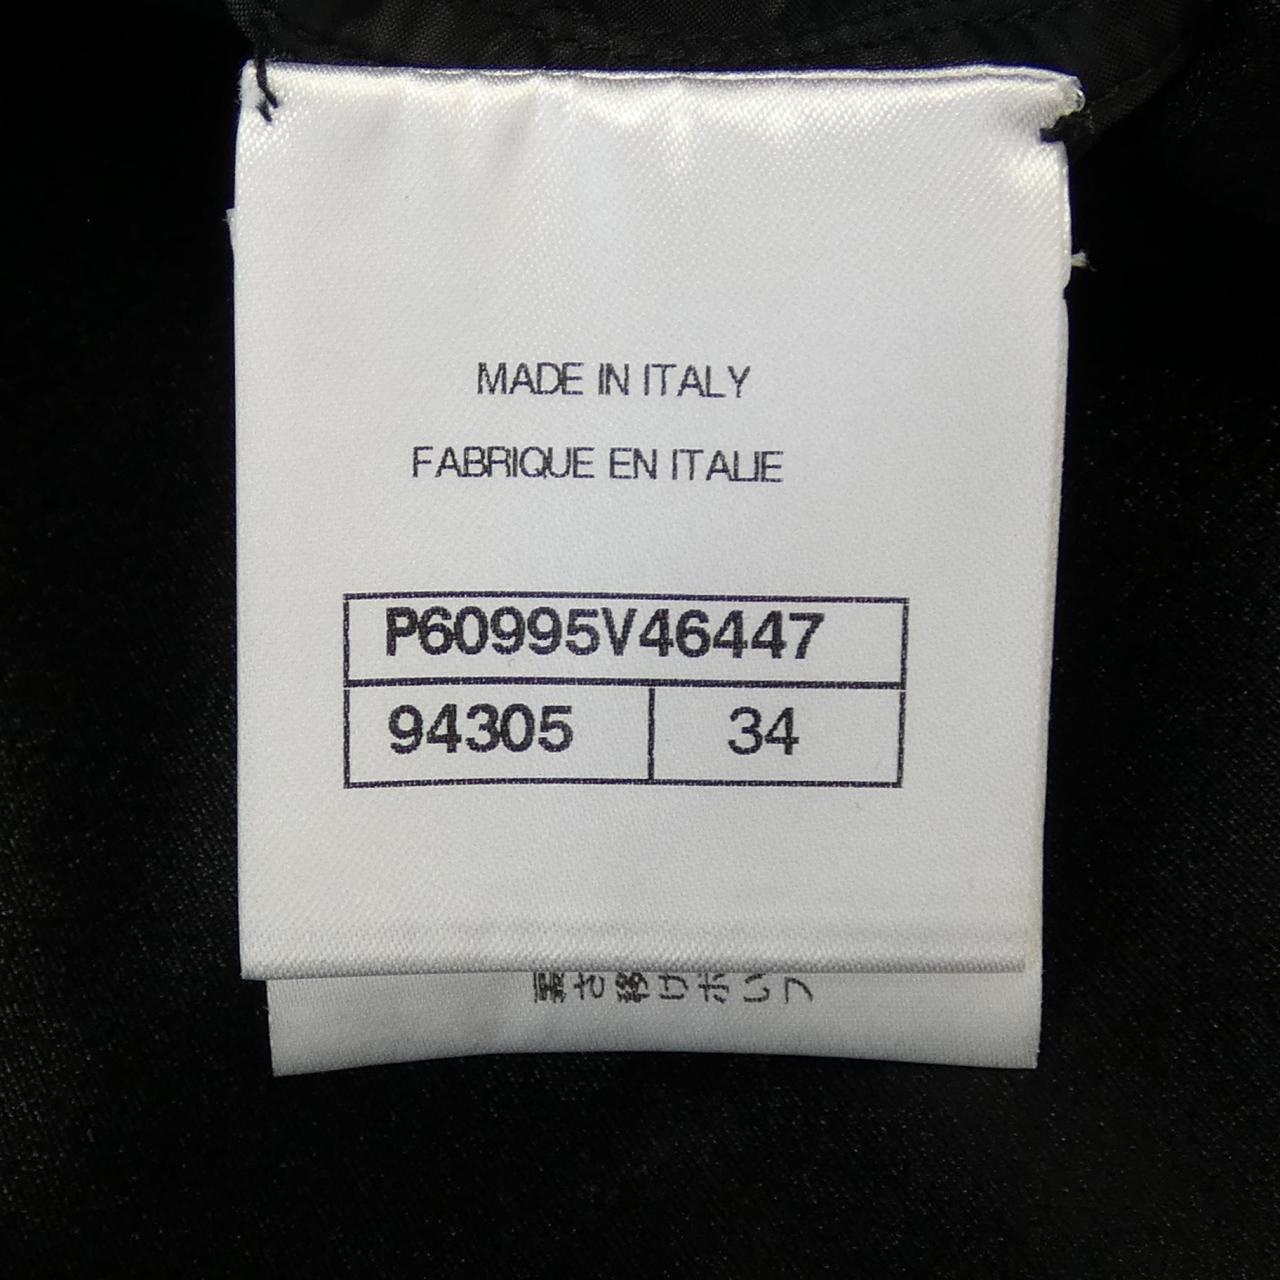 MADE IN ITALY
FABRIQUE EN ITALIE
P60995V46447
94305 34